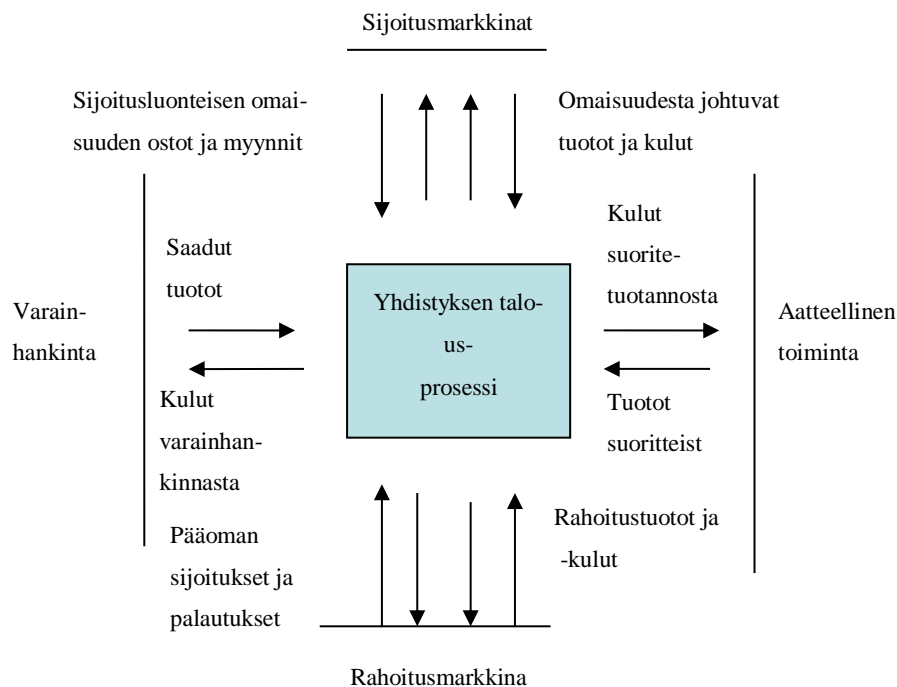 Sijoitusmarkkinat
Sijoitusluonteisen omai-
suuden ostot ja myynnit
Omaisuudesta johtuvat
tuotot ja kulut
Varain-
hankinta
Saadut
tuotot
Kulut
varainhan-
kinnasta
Yhdistyksen talo-
us-
prosessi
Kulut
suorite-
tuotannosta
Tuotot
suoritteist
Aatteellinen
toiminta
Pääoman
sijoitukset ja
palautukset
Rahoitustuotot ja
-kulut
Rahoitusmarkkina